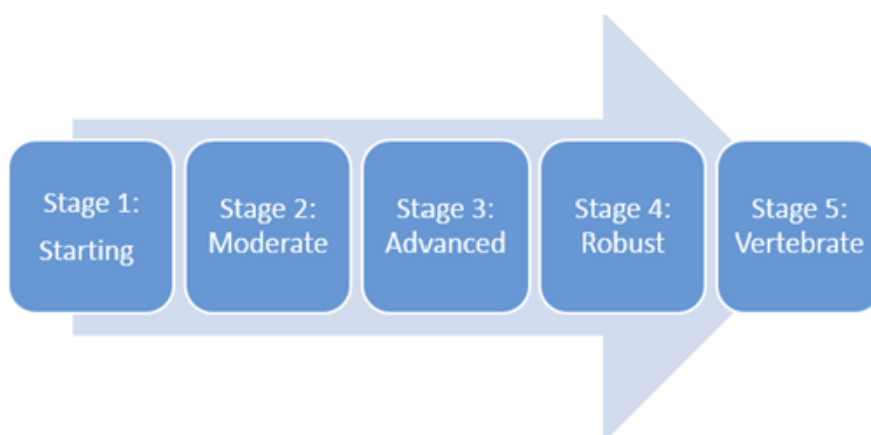 Stage 1:
Starting
Stage 2:
Moderate
Stage 3:
Advanced
Stage 4:
Robust
Stage 5:
Vertebrate